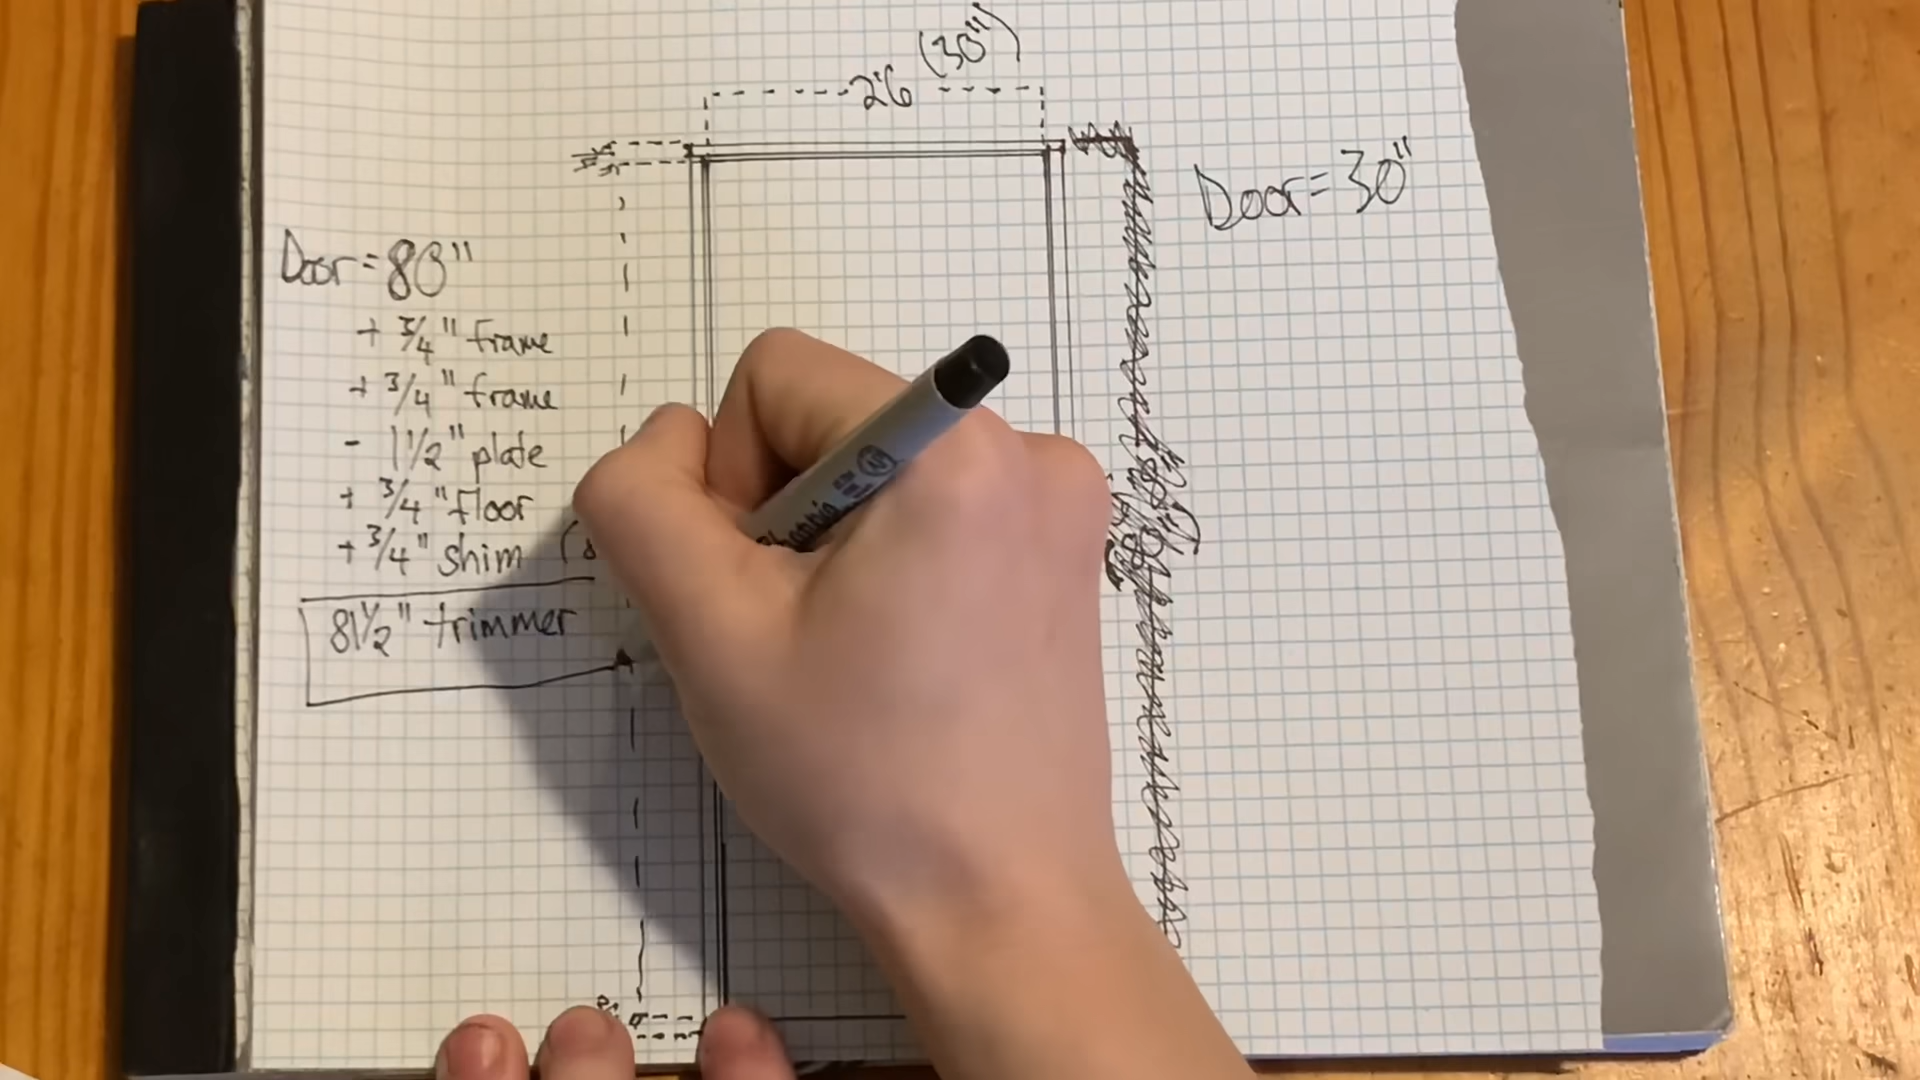 (30")
2'6
Door = 30"
Door = 80"
+ 3/4" frame
+ 3/4" frame
- 1 1/2" plate
+ 3/4" floor
+ 3/4" shim (
81 1/2" trimmer
Sharpie